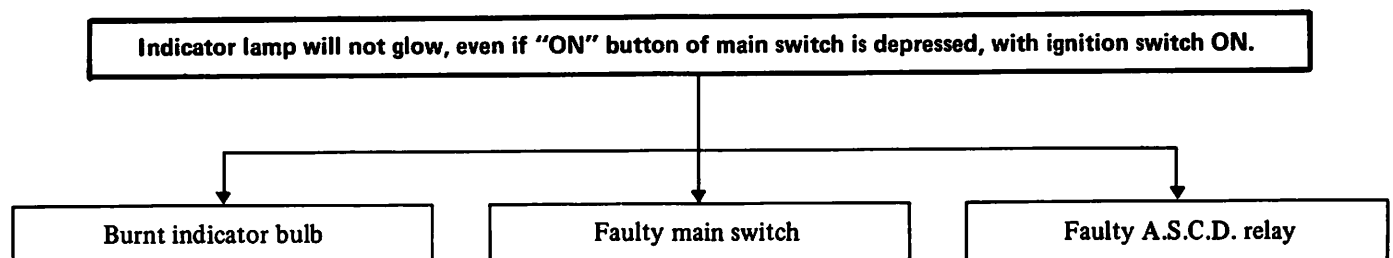 Indicator lamp will not glow, even if “ON” button of main switch is depressed, with ignition switch ON.
Burnt indicator bulb
Faulty main switch
Faulty A.S.C.D. relay